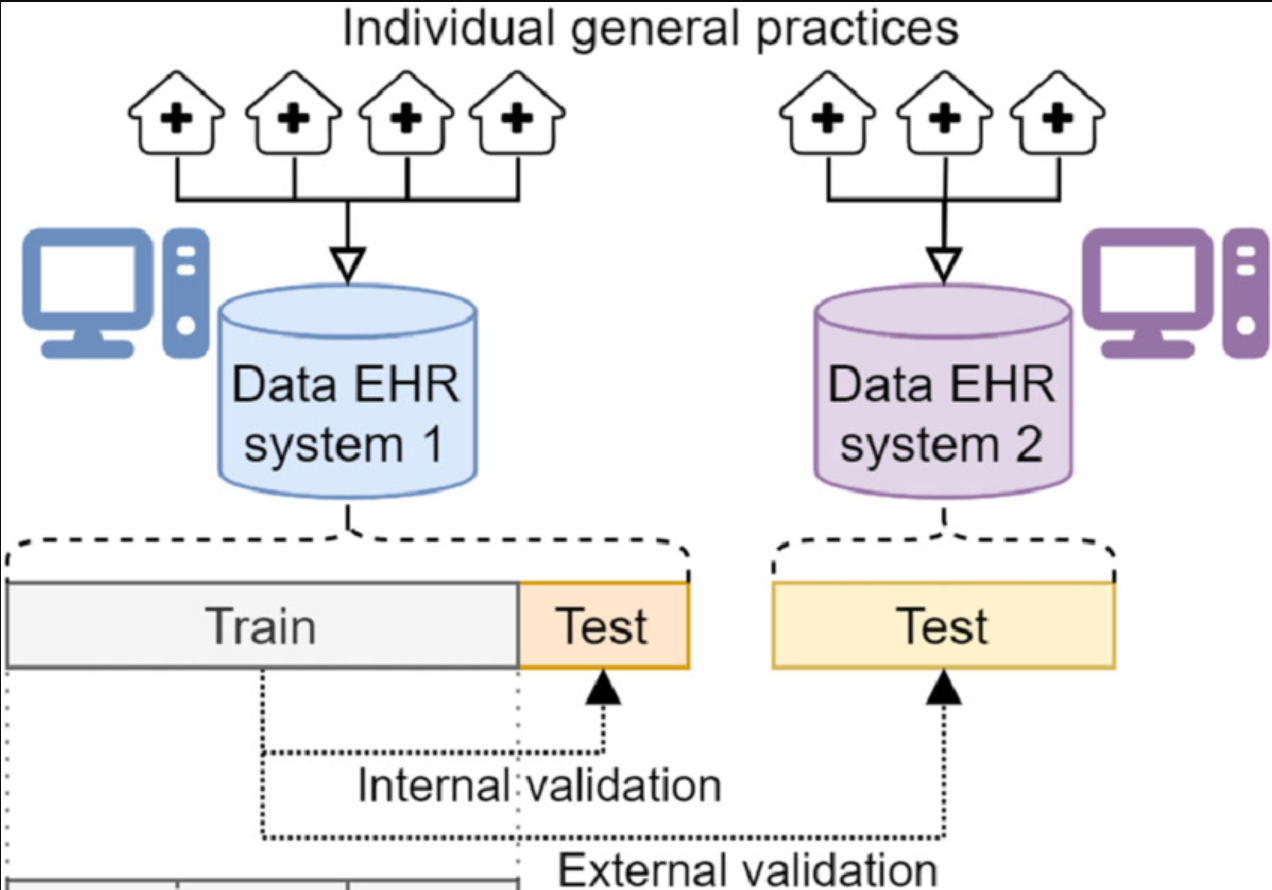 Individual general practices
Data EHR
system 1
Data EHR
system 2
Train
Test
Test
Internal validation
External validation